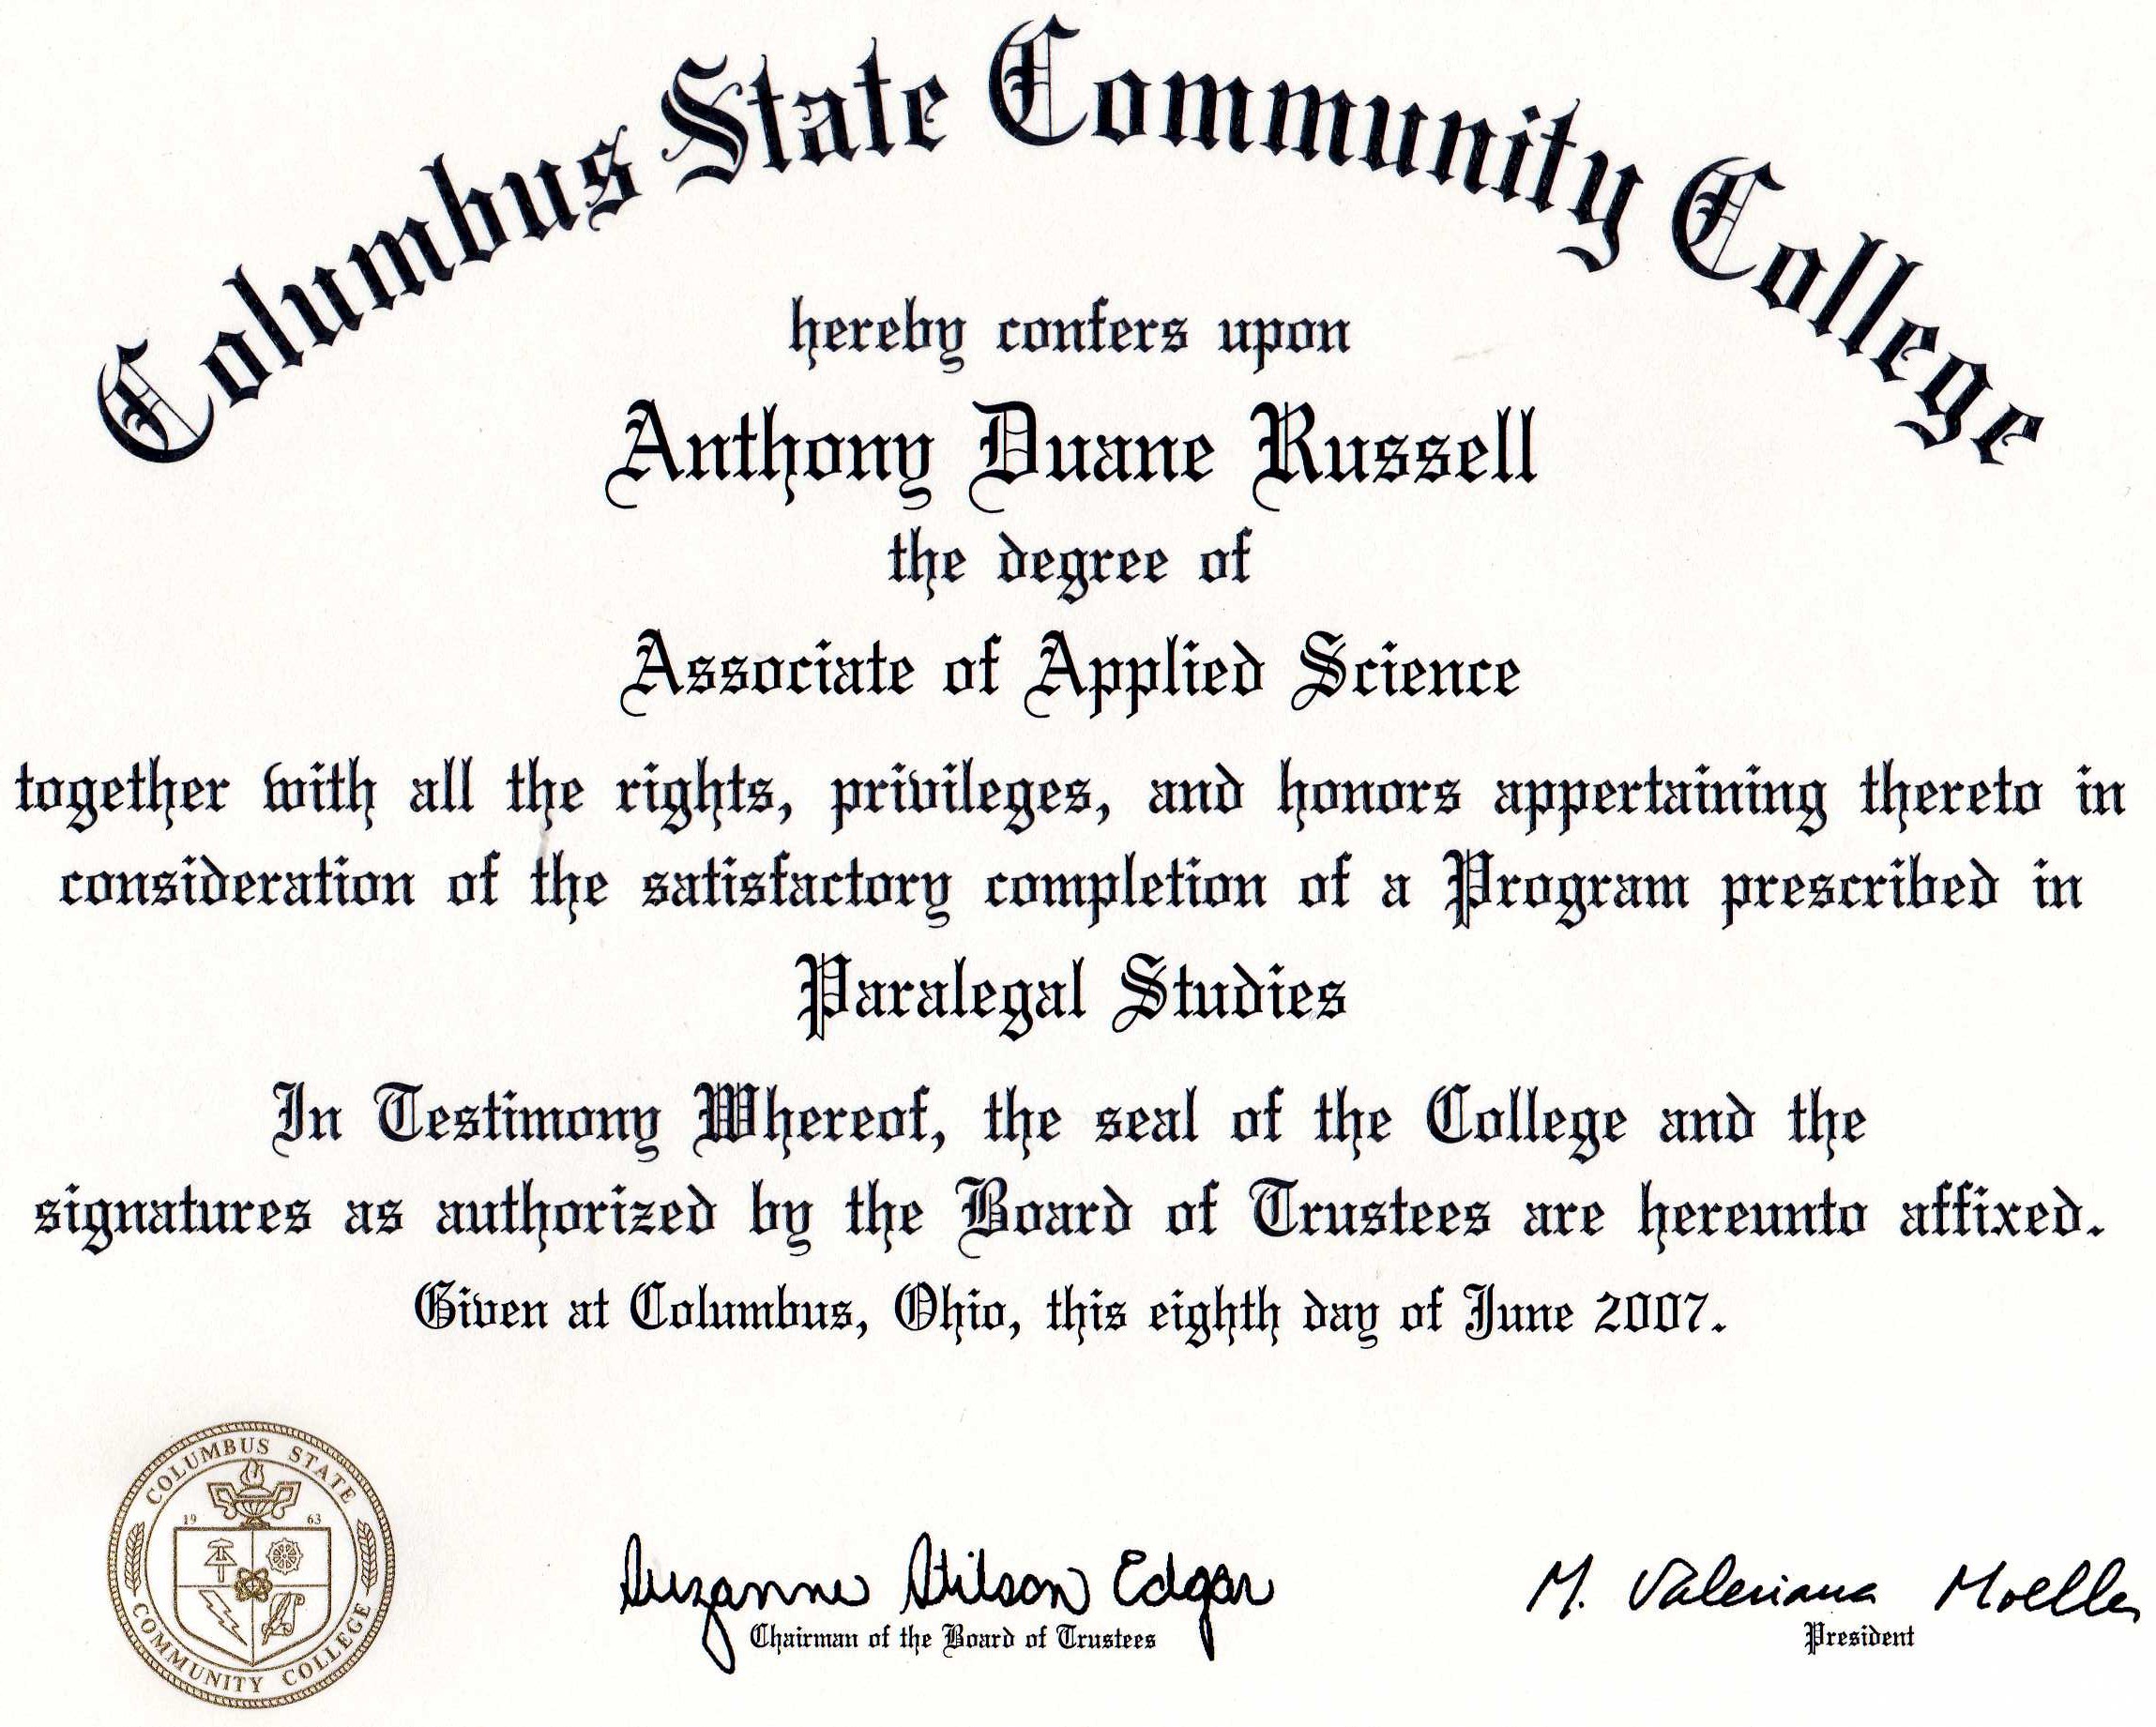 Columbus State Community College
hereby confers upon
Anthony Duane Russell
the degree of
Associate of Applied Science
together with all the rights, privileges, and honors appertaining thereto in
consideration of the satisfactory completion of a Program prescribed in
Paralegal Studies
In Testimony Whereof, the seal of the College and the
signatures as authorized by the Board of Trustees are hereunto affixed.
Given at Columbus, Ohio, this eighth day of June 2007.
COLUMBUS STATE
19 63
COMMUNITY COLLEGE
Suzanne Stilson Edgar
Chairman of the Board of Trustees
M. Valeriana Moeller
President